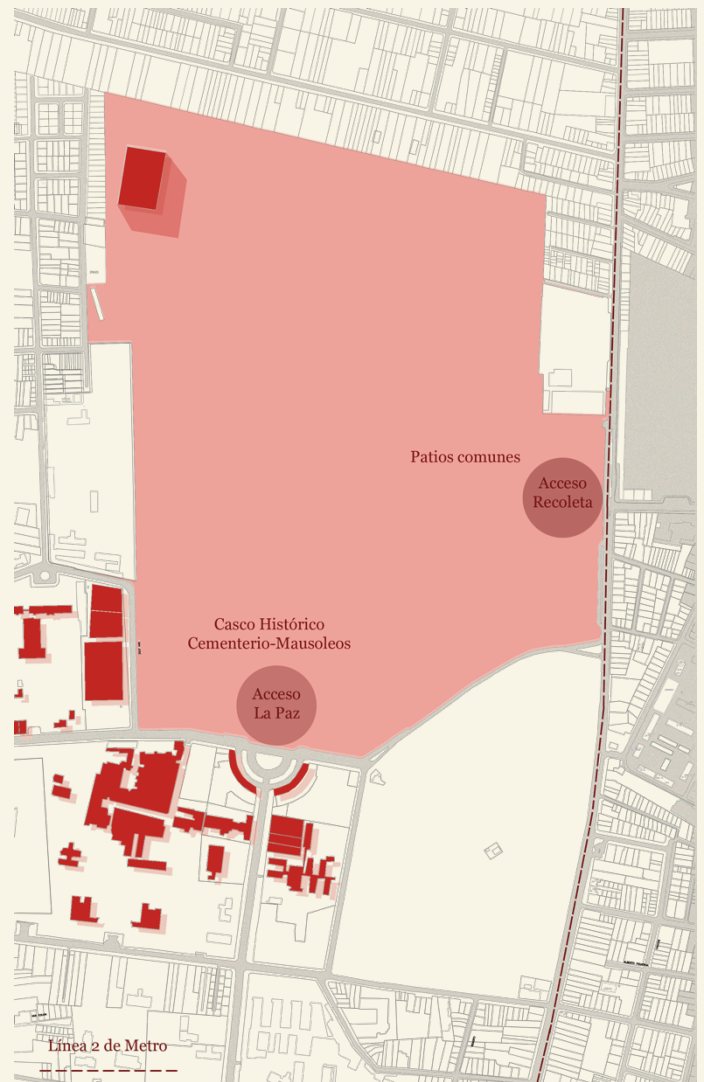 Patios comunes
Acceso
Recoleta
Casco Histórico
Cementerio-Mausoleos
Acceso
La Paz
Línea 2 de Metro